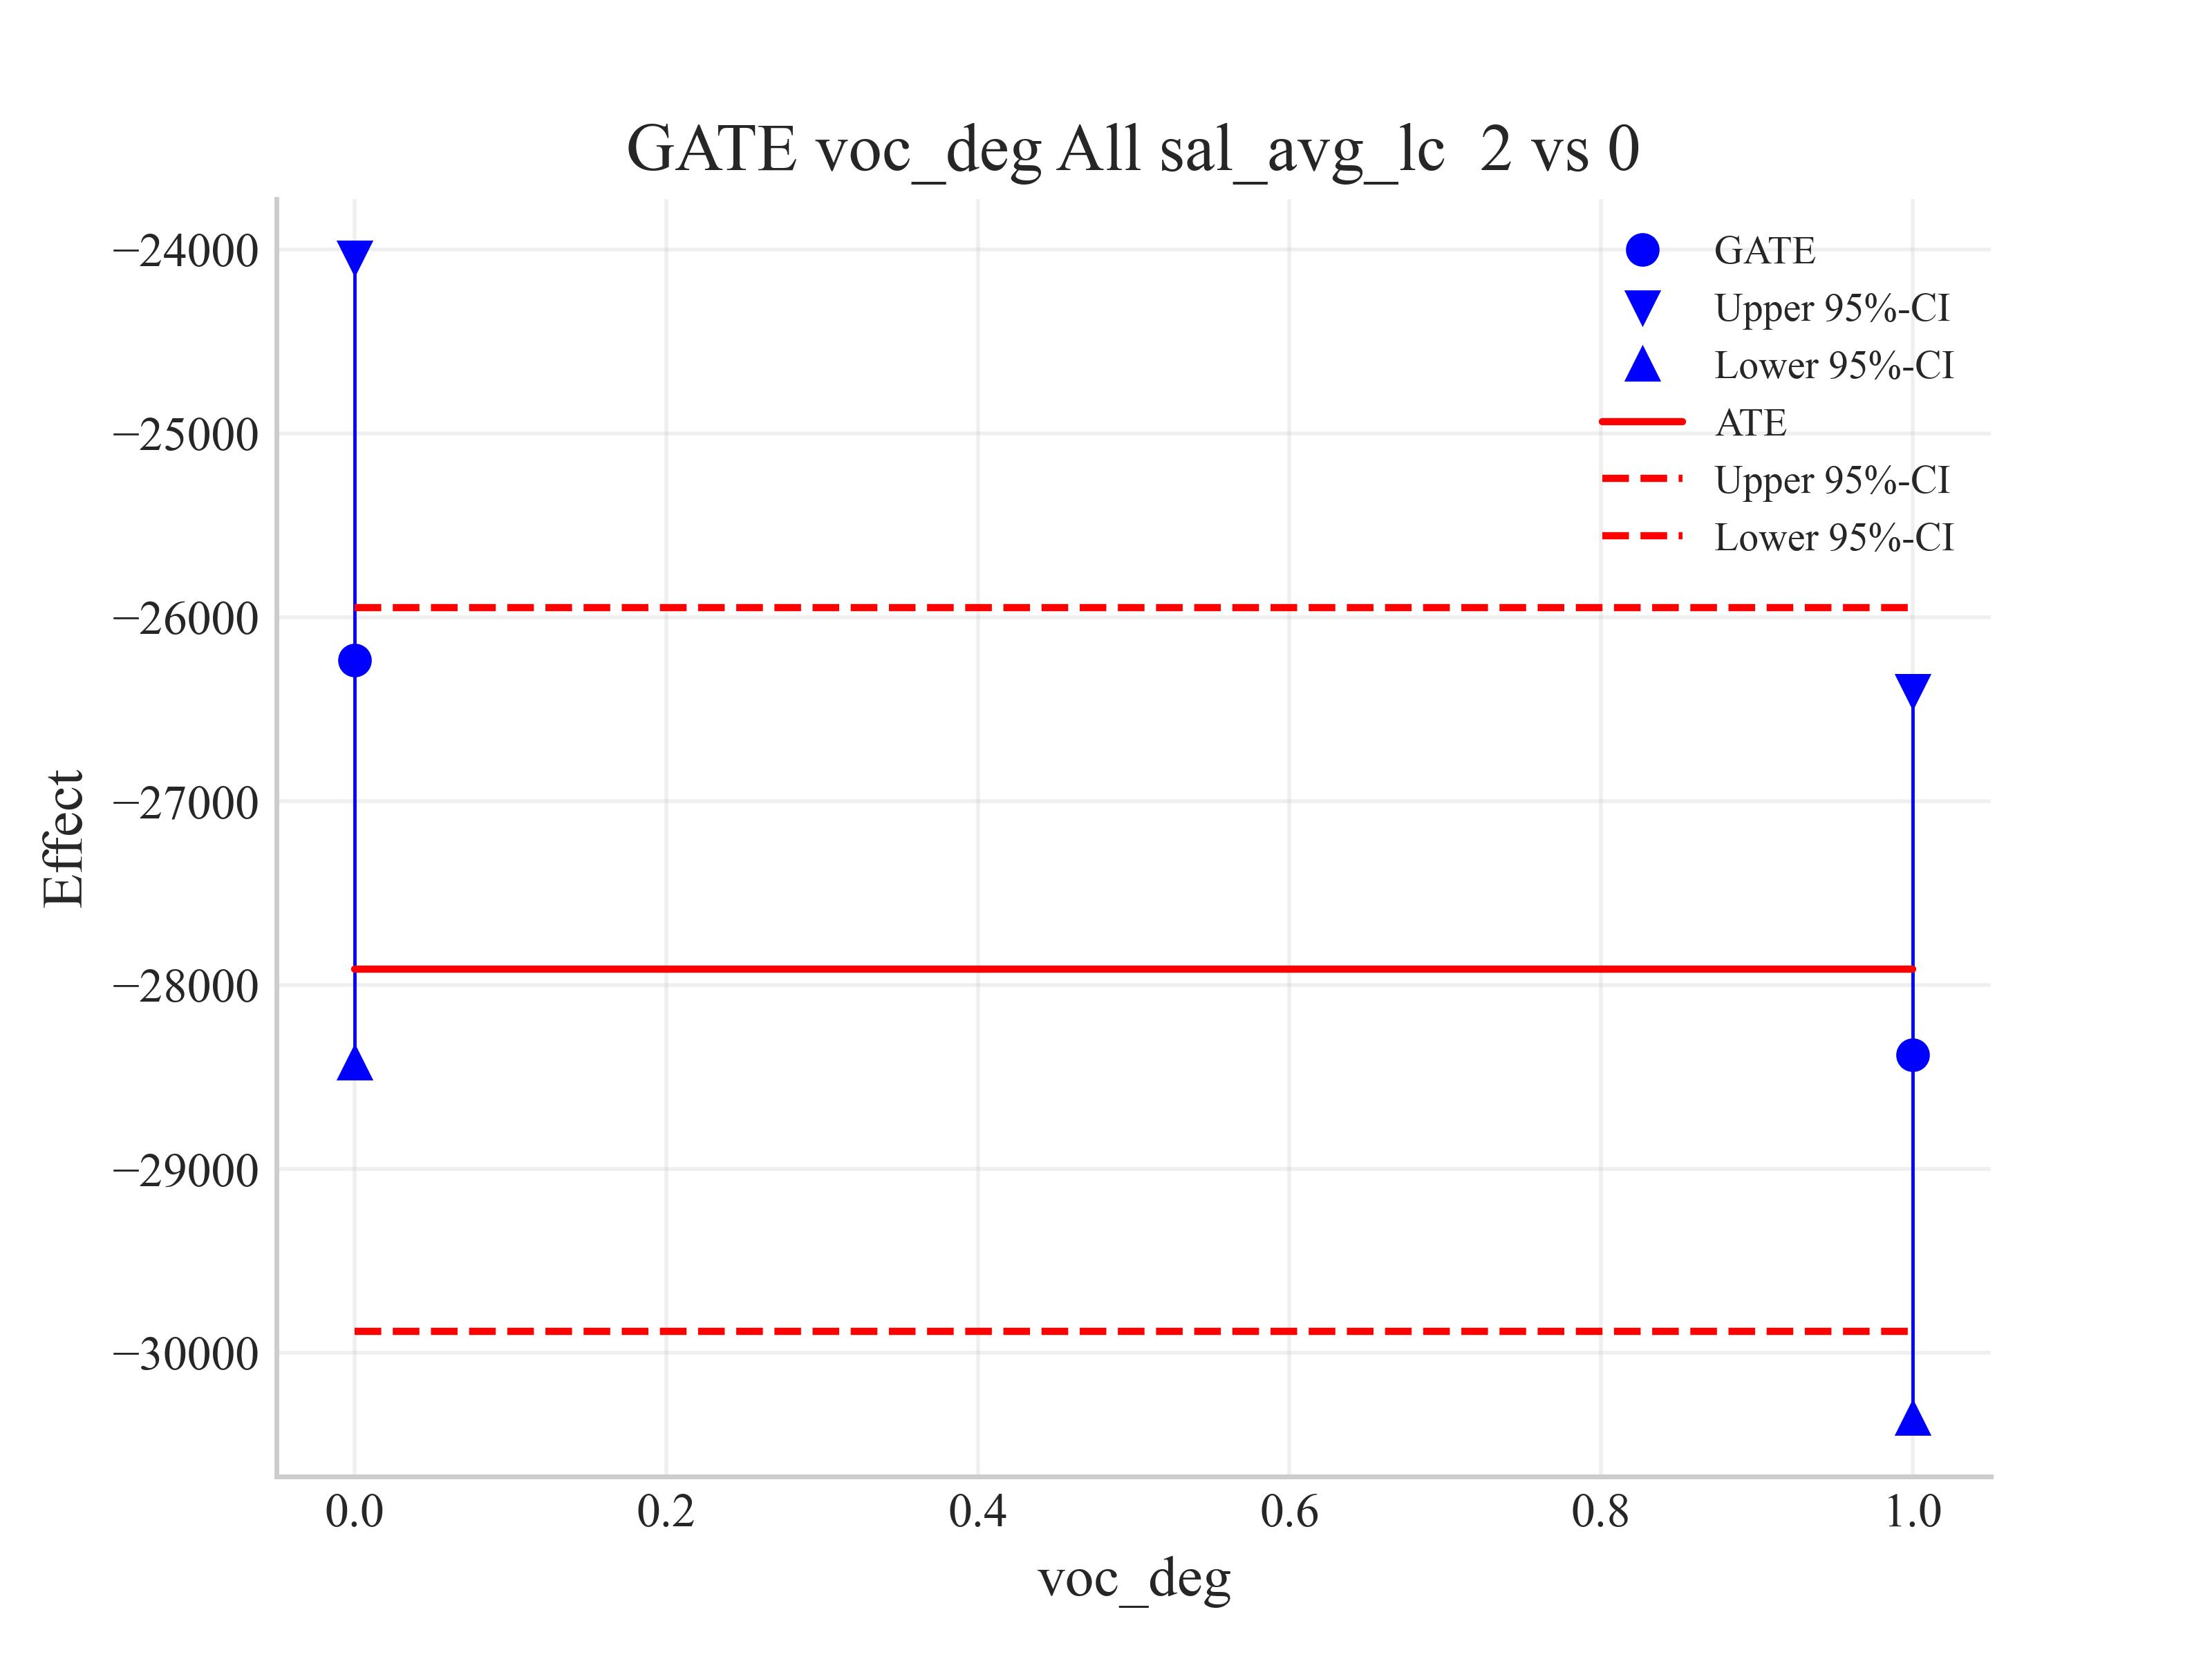 GATE voc_deg All sal_avg_lc  2 vs 0
−24000
−25000
−26000
−27000
−28000
−29000
−30000
Effect
GATE
Upper 95%-CI
Lower 95%-CI
ATE
Upper 95%-CI
Lower 95%-CI
0.0 0.2 0.4 0.6 0.8 1.0
voc_deg